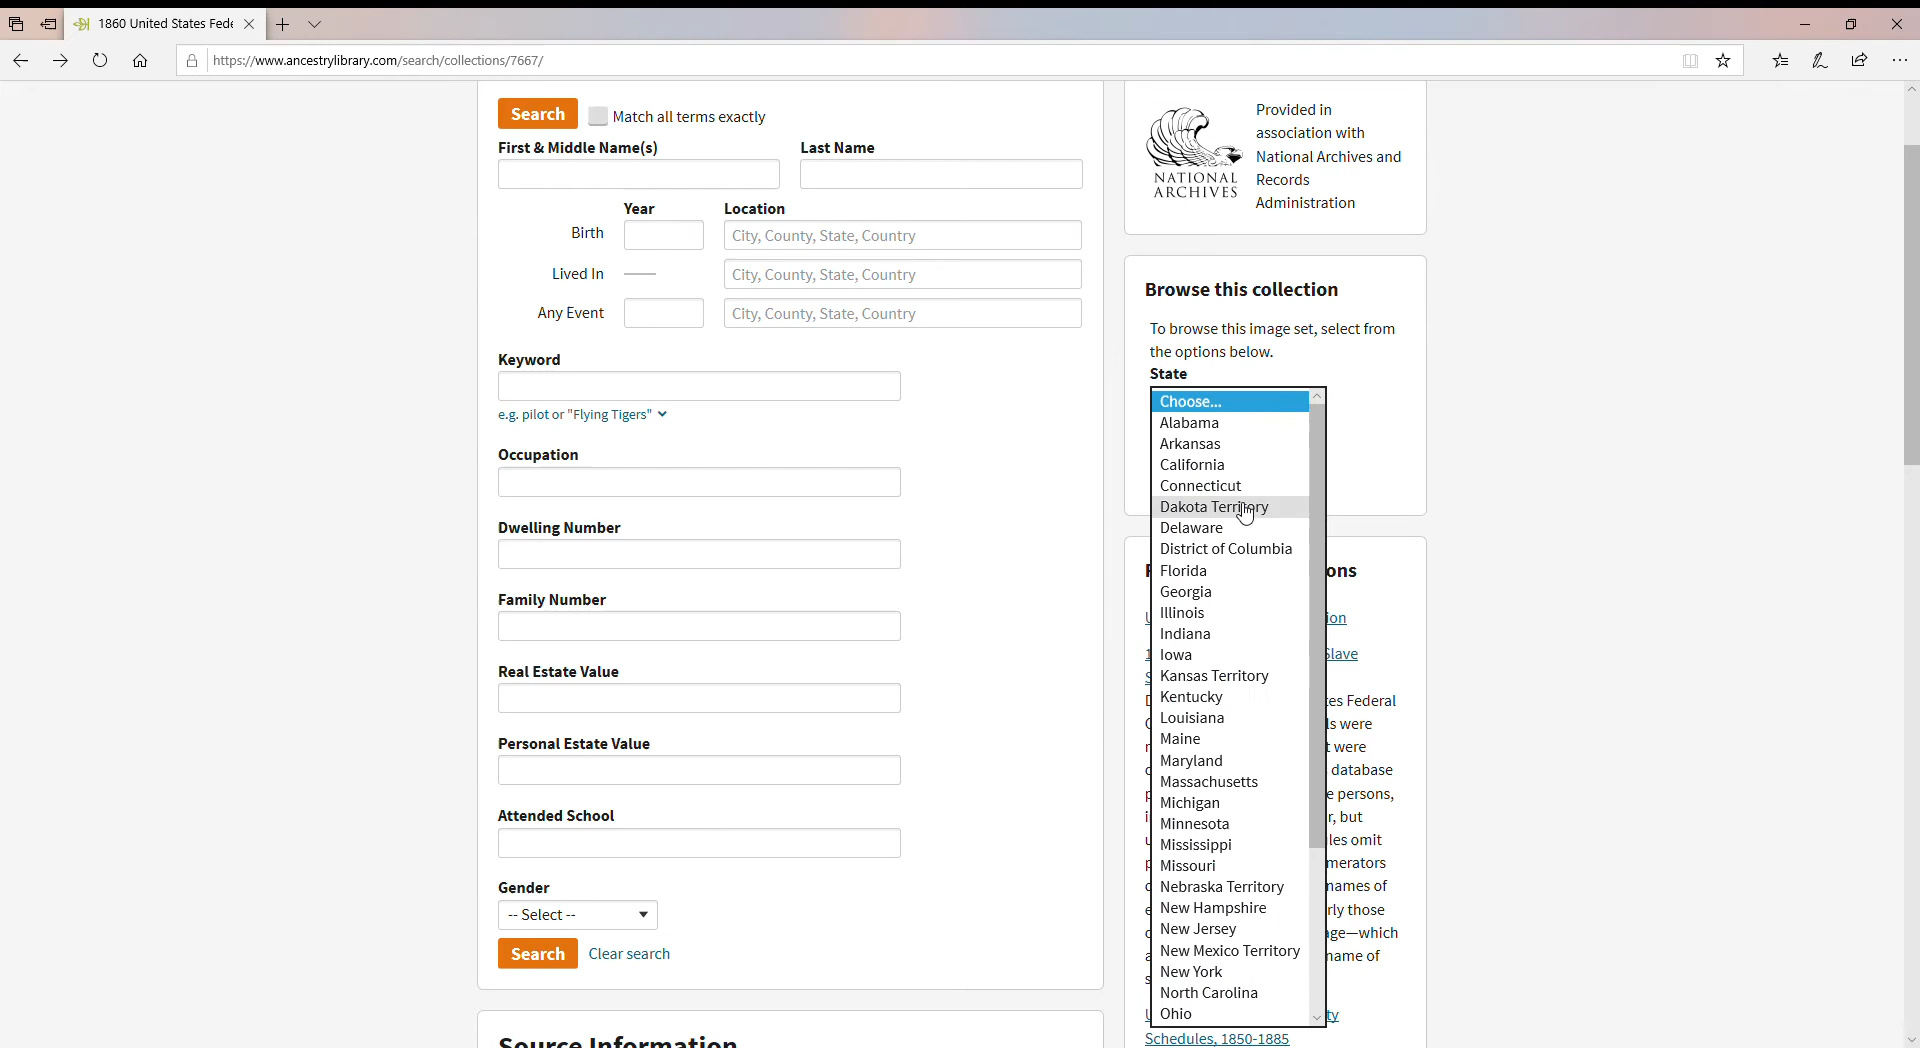 1860 United States Fede
https://www.ancestrylibrary.com/search/collections/7667/
Search
Match all terms exactly
First & Middle Name(s)
Last Name
Year
Location
Birth
City, County, State, Country
Lived In
City, County, State, Country
Any Event
City, County, State, Country
Keyword
e.g. pilot or "Flying Tigers"
Occupation
Dwelling Number
Family Number
Real Estate Value
Personal Estate Value
Attended School
Gender
-- Select --
Search
Clear search
Source Information
NATIONAL
ARCHIVES
Provided in
association with
National Archives and
Records
Administration
Browse this collection
To browse this image set, select from
the options below.
State
Choose...
Alabama
Arkansas
California
Connecticut
Dakota Territory
Delaware
District of Columbia
Florida
Georgia
Illinois
Indiana
Iowa
Kansas Territory
Kentucky
Louisiana
Maine
Maryland
Massachusetts
Michigan
Minnesota
Mississippi
Missouri
Nebraska Territory
New Hampshire
New Jersey
New Mexico Territory
New York
North Carolina
Ohio
ons
ion
Slave
es Federal
ls were
t were
database
e persons,
r, but
les omit
merators
names of
rly those
age—which
name of
ty
Schedules, 1850-1885